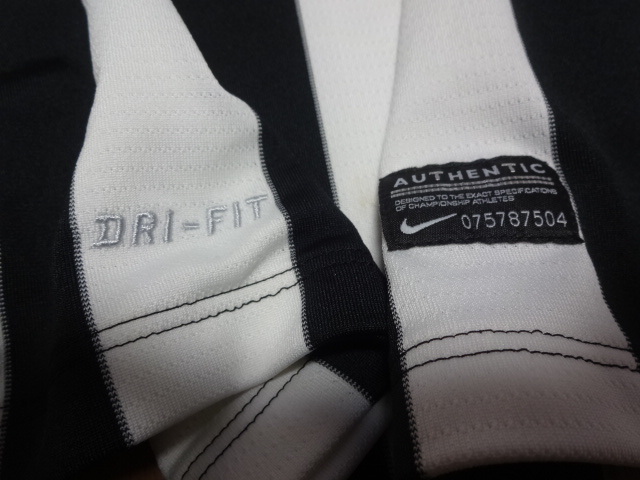 DRI-FIT
AUTHENTIC
DESIGNED TO THE EXACT SPECIFICATIONS
OF CHAMPIONSHIP ATHLETES
075787504